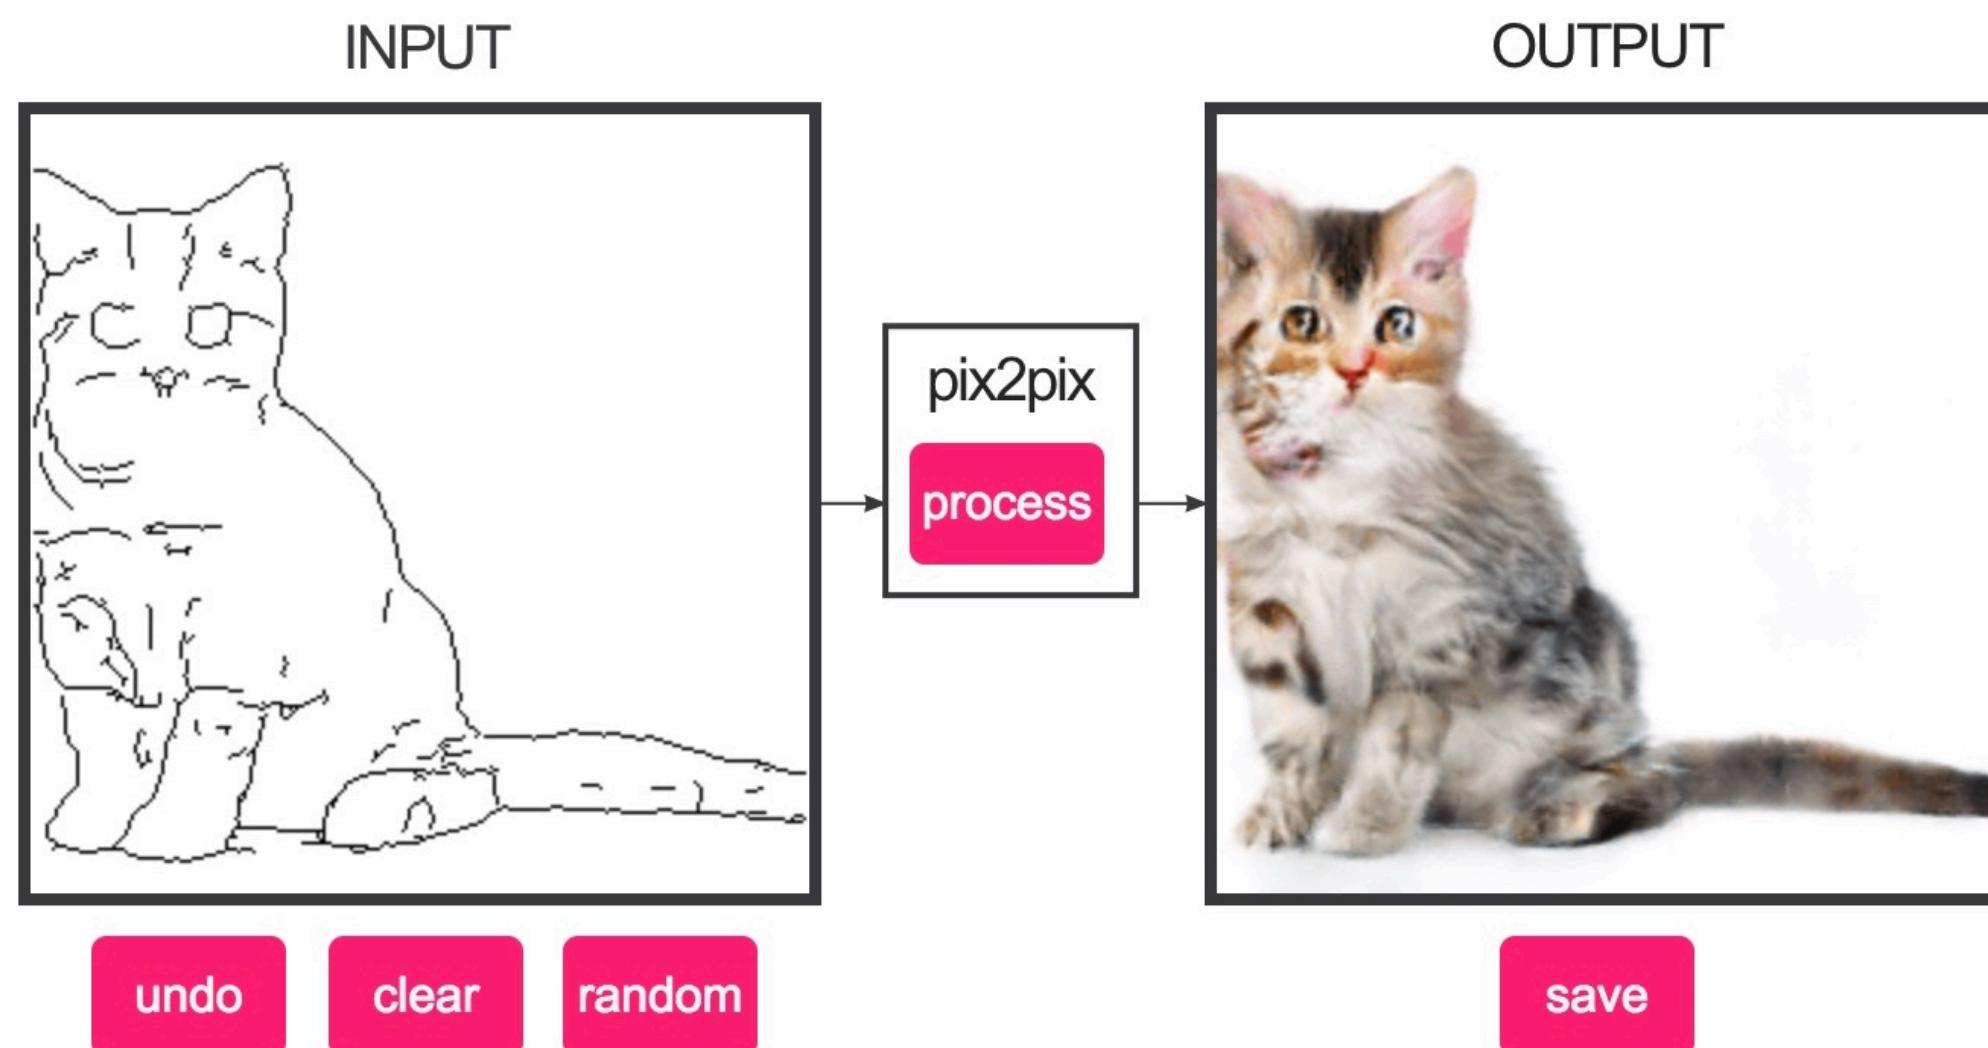 INPUT
OUTPUT
pix2pix
process
undo
clear
random
save